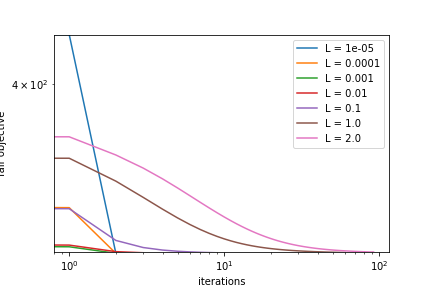 L = 1e-05
L = 0.0001
L = 0.001
L = 0.01
L = 0.1
L = 1.0
L = 2.0
4 × 10²
objective
10⁰
10¹
10²
iterations